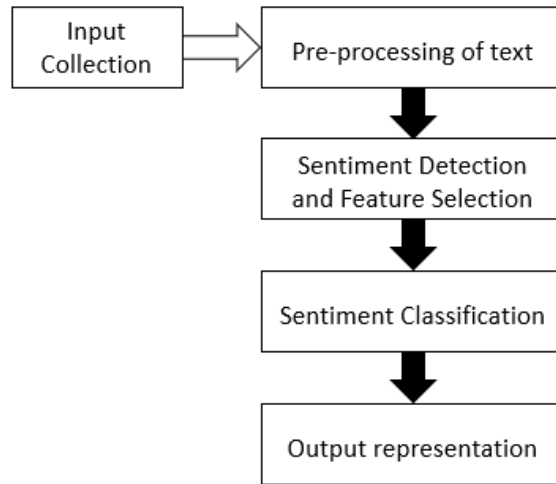 Input
Collection
Pre-processing of text
Sentiment Detection
and Feature Selection
Sentiment Classification
Output representation